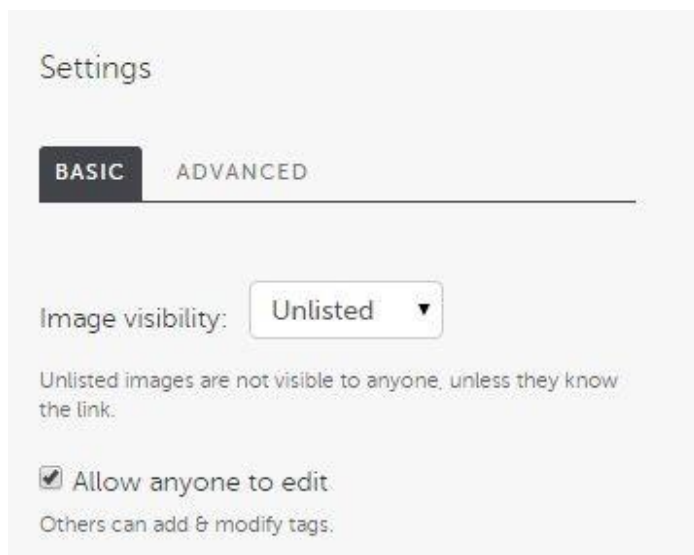 Settings
BASIC ADVANCED
Image visibility: Unlisted
Unlisted images are not visible to anyone, unless they know
the link.
Allow anyone to edit
Others can add & modify tags.